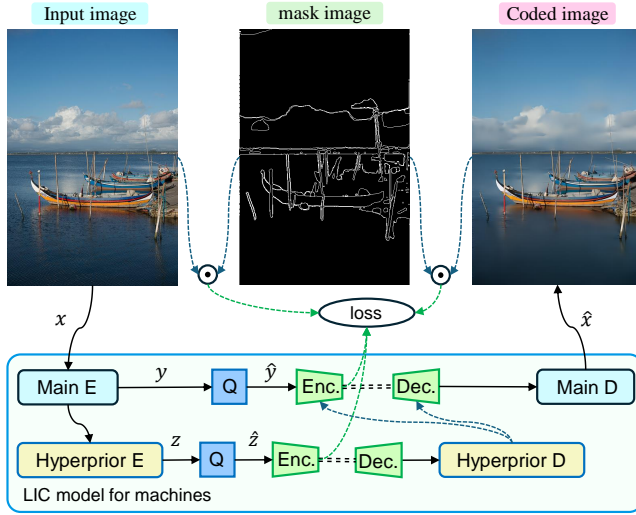 Input image
mask image
Coded image
x
loss
x̂
Main E
y
Q
ŷ
Enc.
Dec.
Main D
Hyperprior E
z
Q
ẑ
Enc.
Dec.
Hyperprior D
LIC model for machines